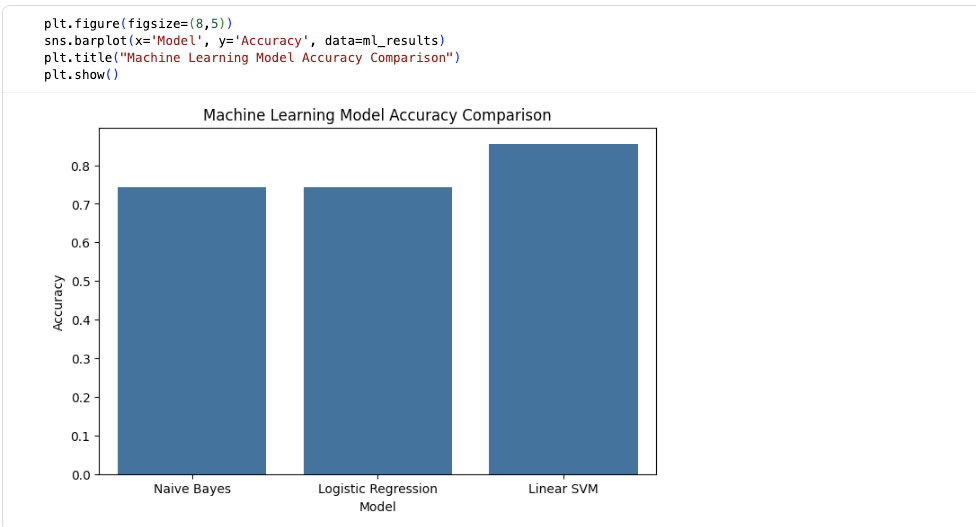 plt.figure(figsize=(8,5))
sns.barplot(x='Model', y='Accuracy', data=ml_results)
plt.title("Machine Learning Model Accuracy Comparison")
plt.show()
Machine Learning Model Accuracy Comparison
0.8
0.7
0.6
0.5
0.4
0.3
0.2
0.1
0.0
Accuracy
Naive Bayes Logistic Regression Linear SVM
Model